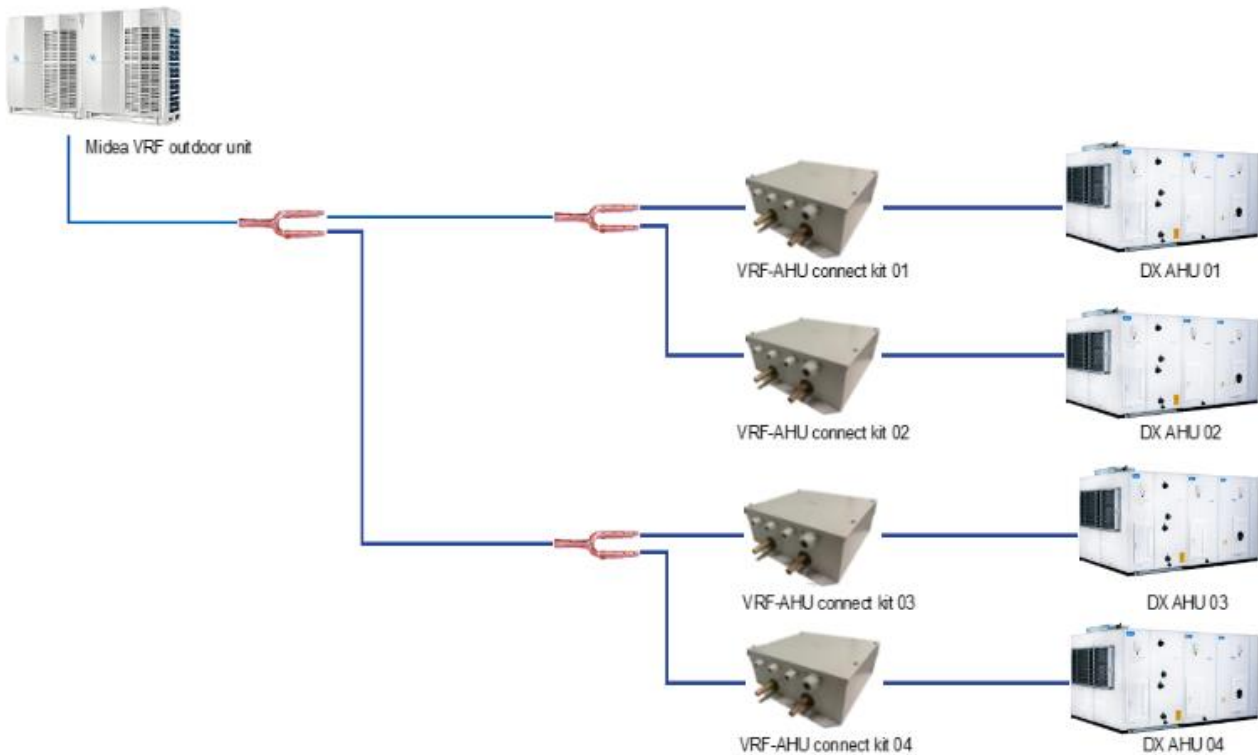 Midea VRF outdoor unit
VRF-AHU connect kit 01
DX AHU 01
VRF-AHU connect kit 02
DX AHU 02
VRF-AHU connect kit 03
DX AHU 03
VRF-AHU connect kit 04
DX AHU 04